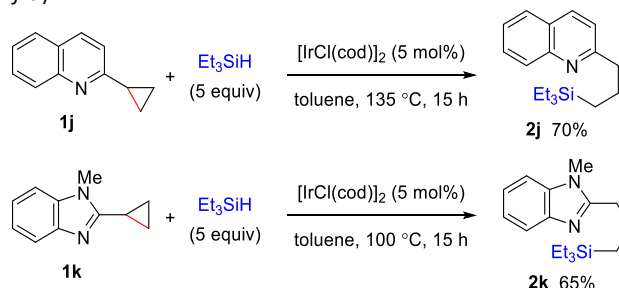 Et₃SiH
[IrCl(cod)]₂ (5 mol%)
N
+
(5 equiv)
toluene, 135 °C, 15 h
N
Et₃Si
1j
2j 70%
Me
N
Et₃SiH
[IrCl(cod)]₂ (5 mol%)
Me
N
+
N
(5 equiv)
toluene, 100 °C, 15 h
N
Et₃Si
1k
2k 65%